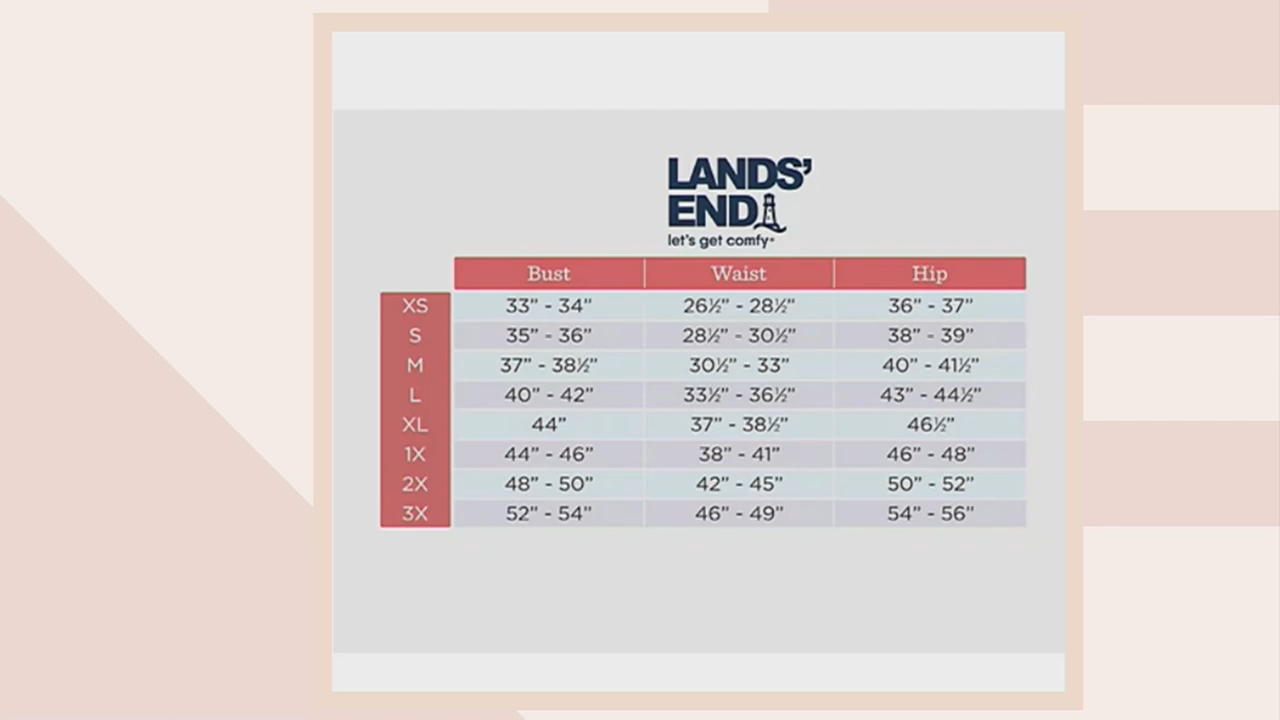 LANDS’
END
let's get comfy
Bust Waist Hip
XS 33” - 34” 26½” - 28½” 36” - 37”
S 35” - 36” 28½” - 30½” 38” - 39”
M 37” - 38½” 30½” - 33” 40” - 41½”
L 40” - 42” 33½” - 36½” 43” - 44½”
XL 44” 37” - 38½” 46½”
1X 44” - 46” 38” - 41” 46” - 48”
2X 48” - 50” 42” - 45” 50” - 52”
3X 52” - 54” 46” - 49” 54” - 56”